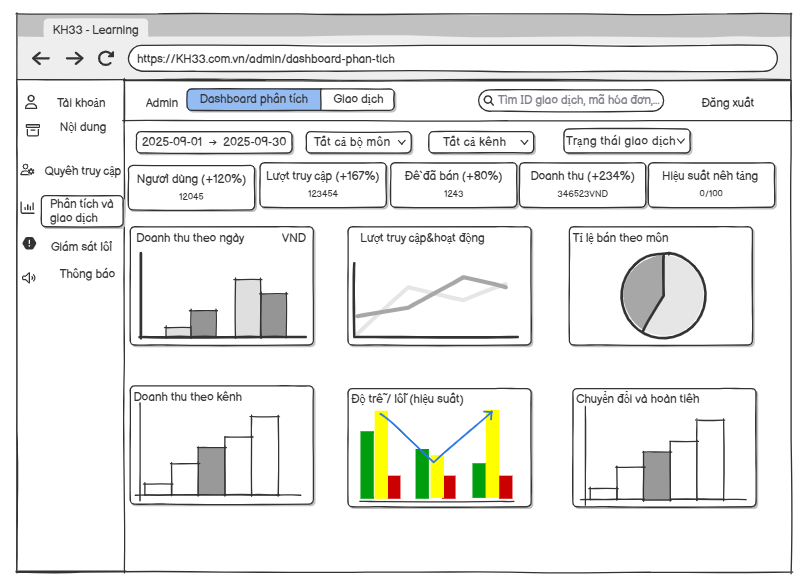 KH33 - Learning
https://KH33.com.vn/admin/dashboard-phan-tich
Tài khoản
Nội dung
Quyền truy cập
Phân tích và
giao dịch
Giám sát lỗi
Thông báo
Admin
Dashboard phân tích
Giao dịch
Tìm ID giao dịch, mã hóa đơn,...
Đăng xuất
2025-09-01 → 2025-09-30
Tất cả bộ môn
Tất cả kênh
Trạng thái giao dịch
Người dùng (+120%)
12045
Lượt truy cập (+167%)
123454
Đề đã bán (+80%)
1243
Doanh thu (+234%)
346523VND
Hiệu suất nền tảng
0/100
Doanh thu theo ngày VND
Lượt truy cập&hoạt động
Tỉ lệ bán theo môn
Doanh thu theo kênh
Độ trễ / lỗi (hiệu suất)
Chuyển đổi và hoàn tiền